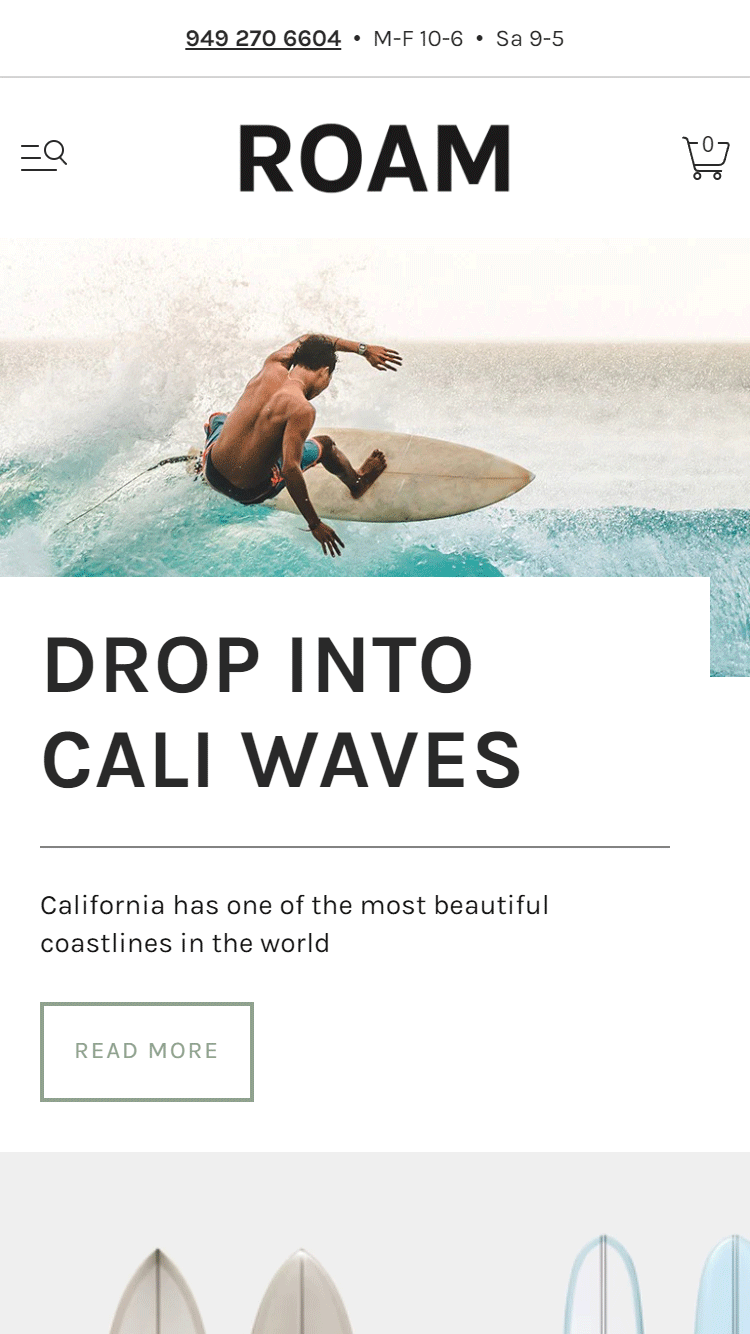 949 270 6604 • M-F 10-6 • Sa 9-5
ROAM
0
DROP INTO
CALI WAVES
California has one of the most beautiful
coastlines in the world
READ MORE